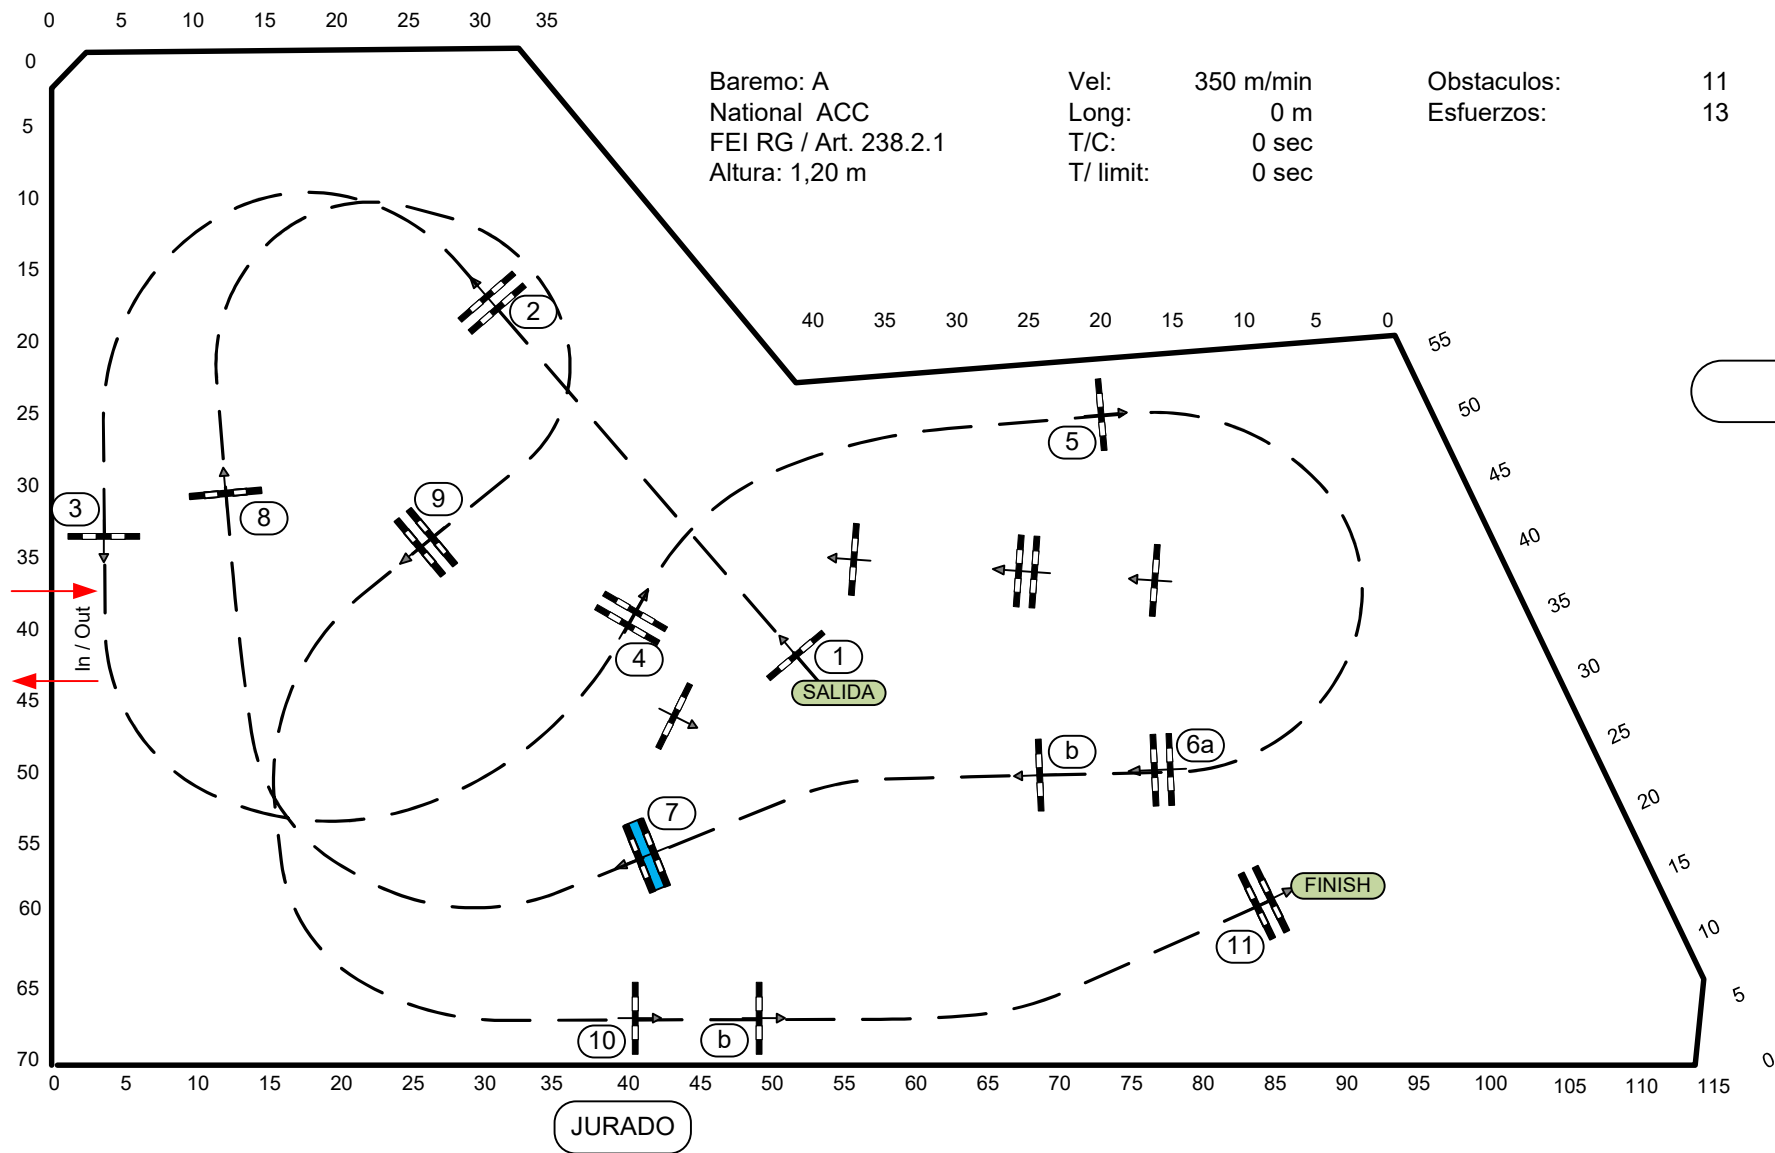 0 5 10 15 20 25 30 35
0
5
10
15
20
25
30
35
40
45
50
55
60
65
70
Baremo: A
National ACC
FEI RG / Art. 238.2.1
Altura: 1,20 m
Vel: 350 m/min
Long: 0 m
T/C: 0 sec
T/ limit: 0 sec
Obstaculos: 11
Esfuerzos: 13
40 35 30 25 20 15 10 5 0
55
50
45
40
35
30
25
20
15
10
5
0
2
5
3
8
9
4
1
SALIDA
In / Out
b
6a
7
FINISH
11
10
b
0 5 10 15 20 25 30 35 40 45 50 55 60 65 70 75 80 85 90 95 100 105 110 115
JURADO